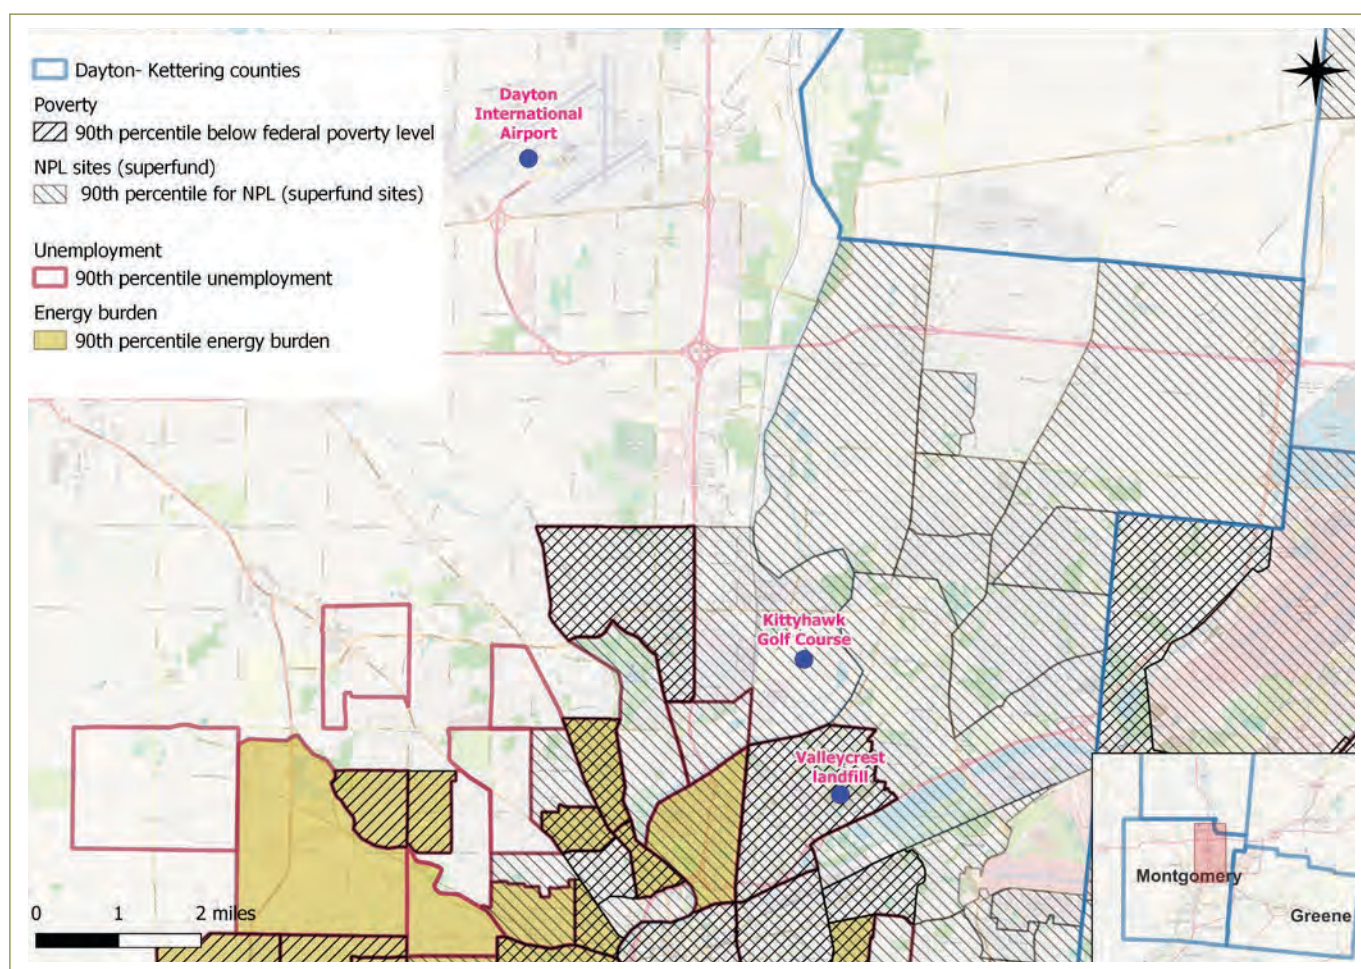 Dayton- Kettering counties
Poverty
90th percentile below federal poverty level
NPL sites (superfund)
90th percentile for NPL (superfund sites)
Unemployment
90th percentile unemployment
Energy burden
90th percentile energy burden
Dayton
International
Airport
Kittyhawk
Golf Course
Valleycrest
landfill
0 1 2 miles
Montgomery
Greene